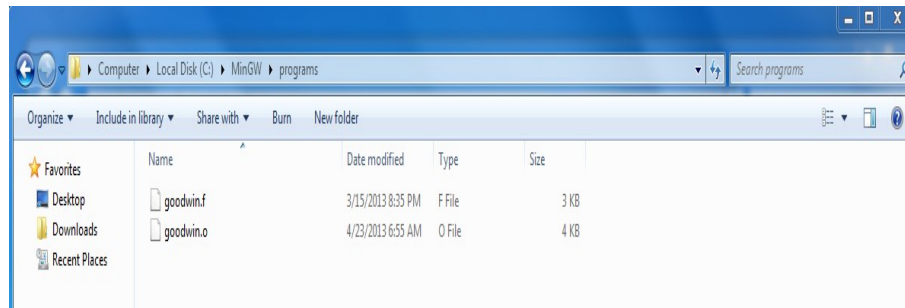 Computer Local Disk (C:) MinGW programs Search programs
Organize Include in library Share with Burn New folder
Favorites
Desktop
Downloads
Recent Places
Name Date modified Type Size
goodwin.f 3/15/2013 8:35 PM F File 3 KB
goodwin.o 4/23/2013 6:55 AM O File 4 KB